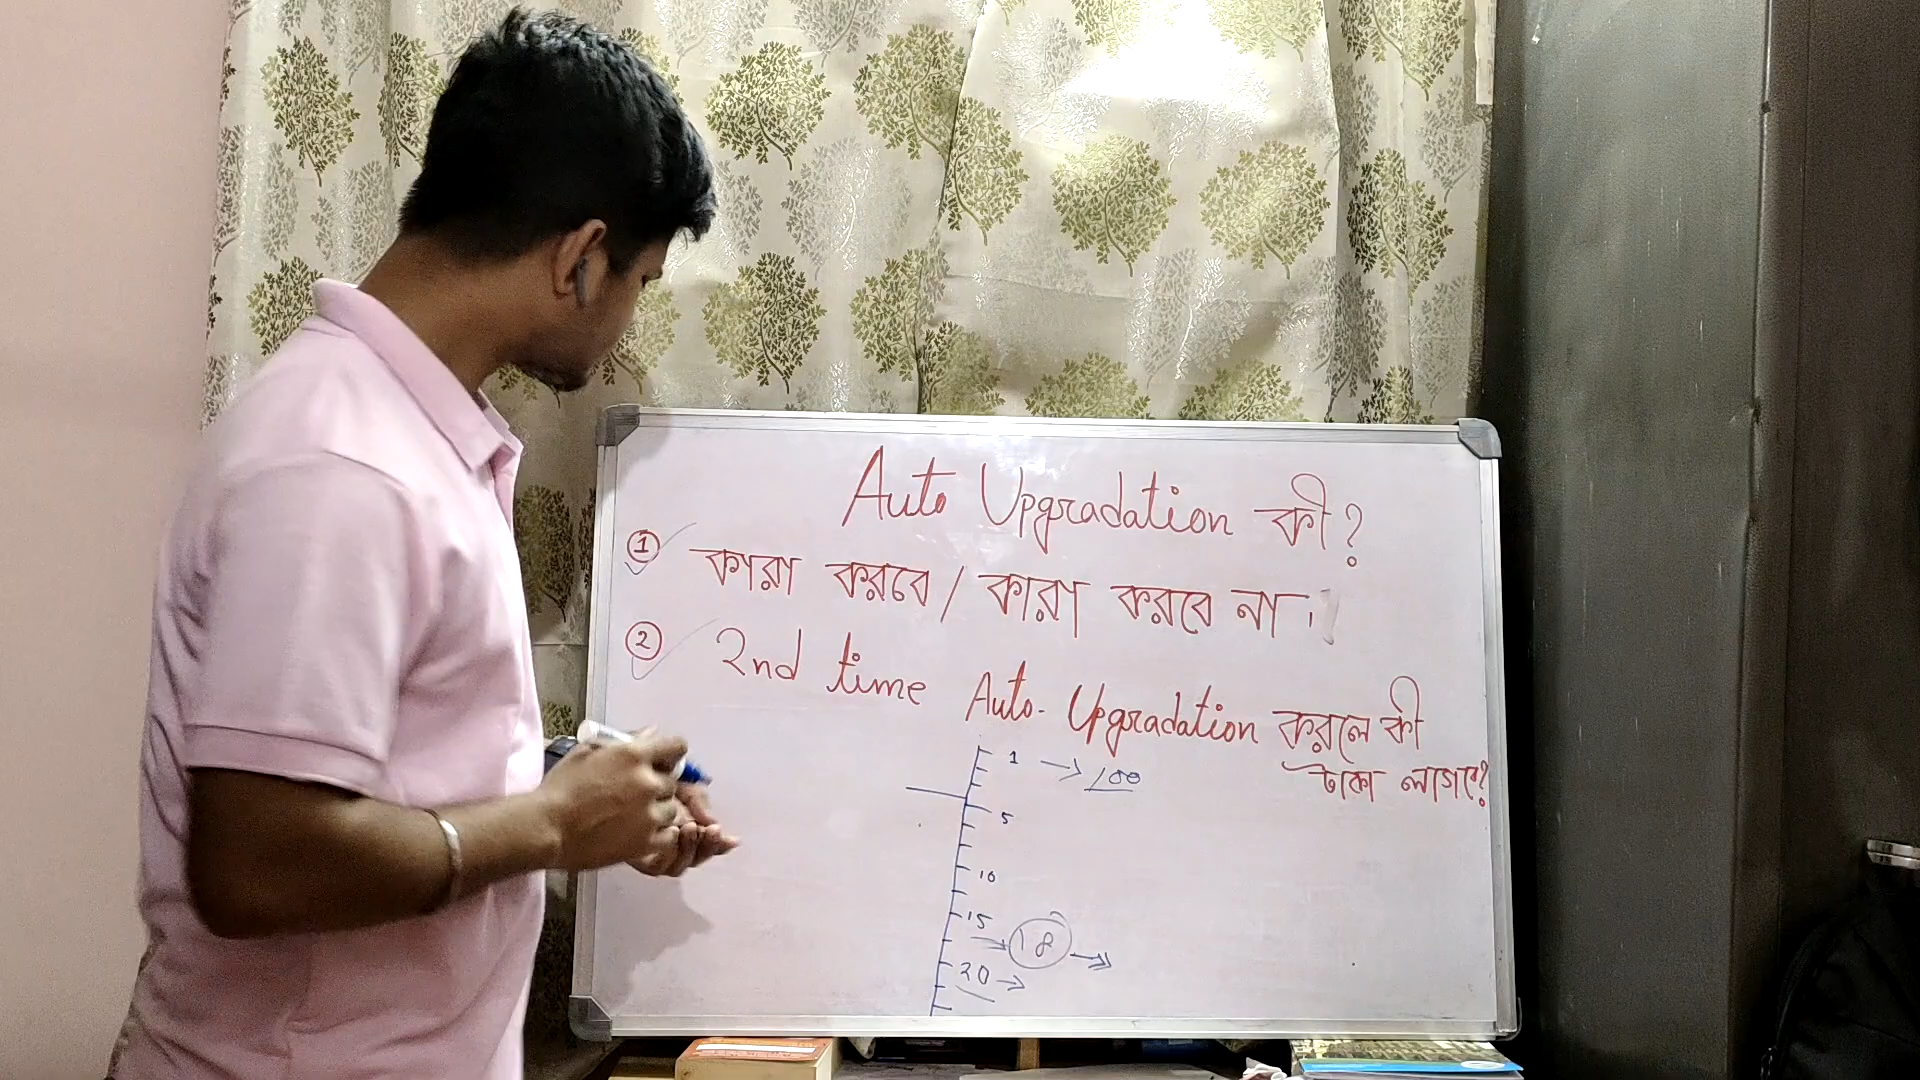 Auto Upgradation কী?
① কারা করবে / কারা করবে না।
② 2nd time Auto-Upgradation করলে কী
টাকা লাগবে?
1 → 100
5
10
15 → 18 →
20 →